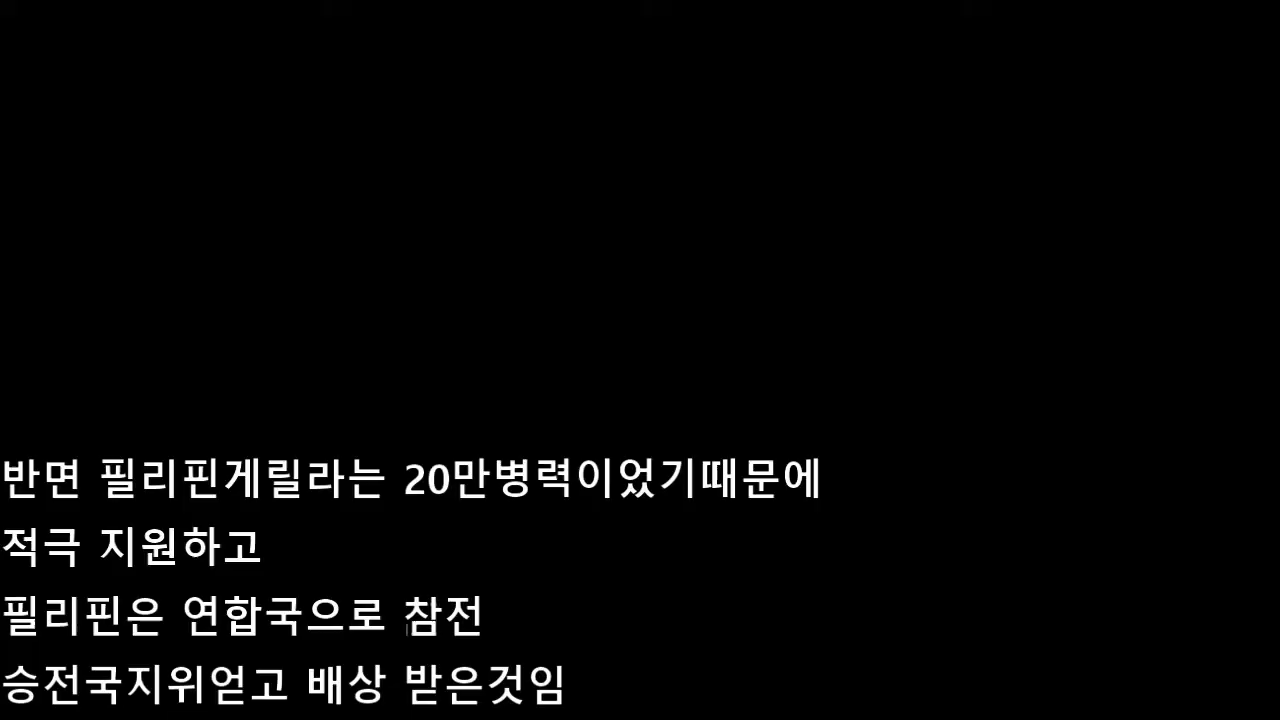 반면 필리핀게릴라는 20만병력이었기때문에
적극 지원하고
필리핀은 연합국으로 참전
승전국지위얻고 배상 받은것임